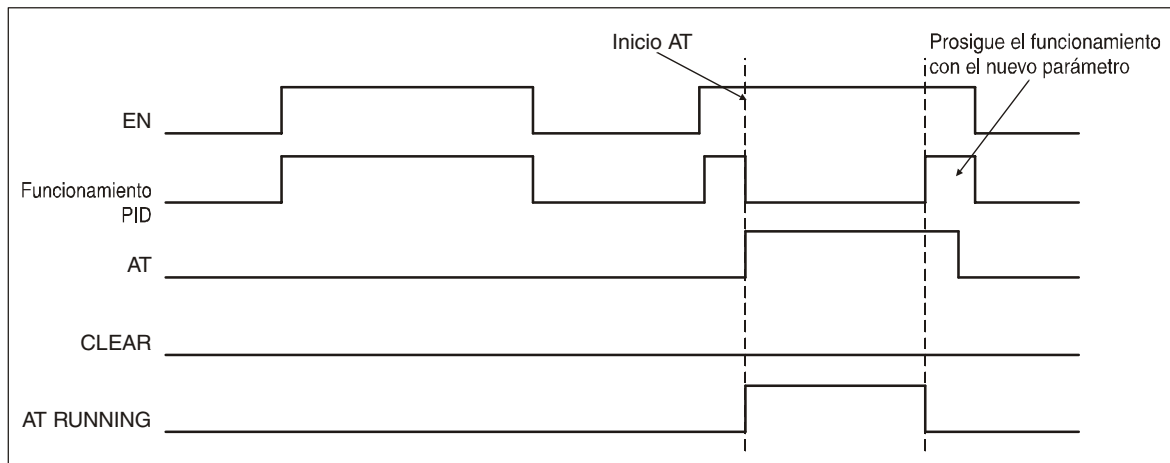 Inicio AT
Prosigue el funcionamiento
con el nuevo parámetro
EN
Funcionamiento
PID
AT
CLEAR
AT RUNNING